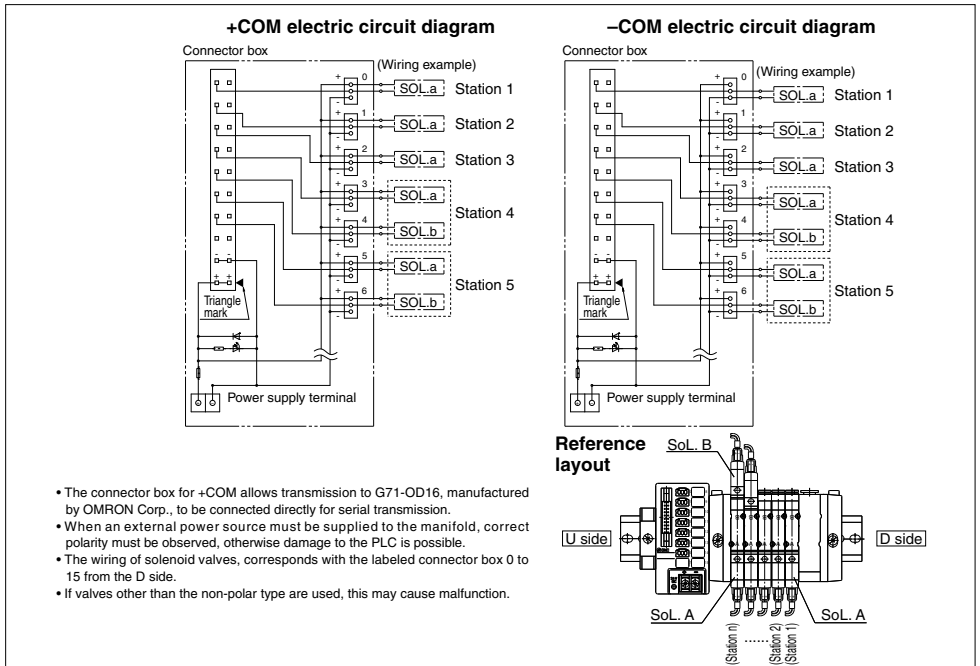 +COM electric circuit diagram
Connector box
(Wiring example)
+ 0 - SOL.a Station 1
+ 1 - SOL.a Station 2
+ 2 - SOL.a Station 3
+ 3 - SOL.a
Station 4
+ 4 - SOL.b
+ 5 - SOL.a
Station 5
+ 6 - SOL.b
- -
+ +
Triangle
mark
Power supply terminal
–COM electric circuit diagram
Connector box
(Wiring example)
+ 0 - SOL.a Station 1
+ 1 - SOL.a Station 2
+ 2 - SOL.a Station 3
+ 3 - SOL.a
Station 4
+ 4 - SOL.b
+ 5 - SOL.a
Station 5
+ 6 - SOL.b
- -
+ +
Triangle
mark
Power supply terminal
• The connector box for +COM allows transmission to G71-OD16, manufactured
by OMRON Corp., to be connected directly for serial transmission.
• When an external power source must be supplied to the manifold, correct
polarity must be observed, otherwise damage to the PLC is possible.
• The wiring of solenoid valves, corresponds with the labeled connector box 0 to
15 from the D side.
• If valves other than the non-polar type are used, this may cause malfunction.
Reference
layout
SoL. B
U side
D side
SoL. A
SoL. A
(Station n)
......
(Station 2)
(Station 1)